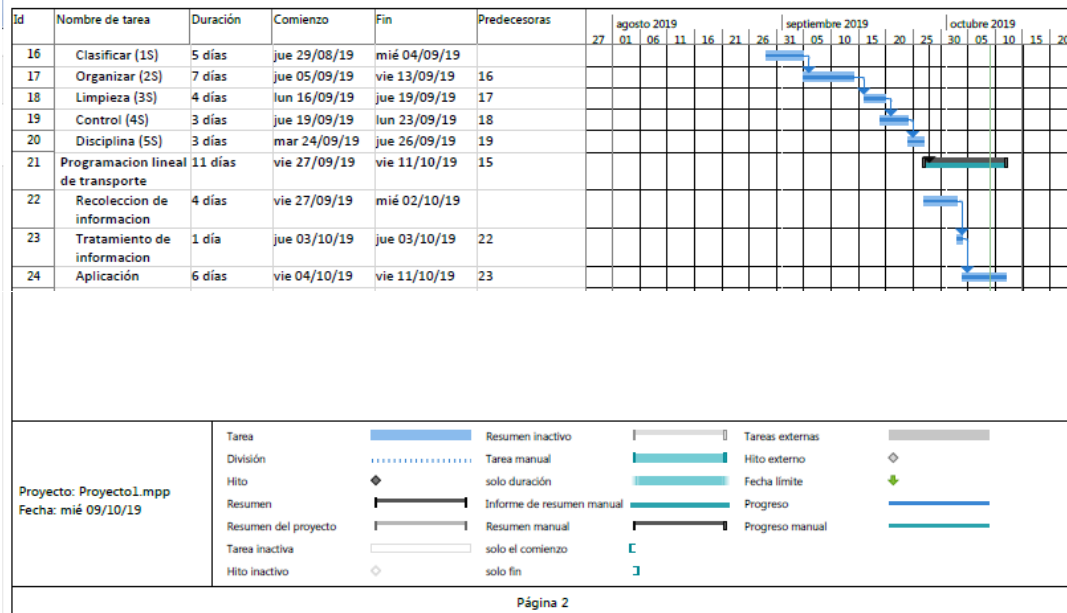 Id Nombre de tarea Duración Comienzo Fin Predecesoras agosto 2019 septiembre 2019 octubre 2019
27 01 06 11 16 21 26 31 05 10 15 20 25 30 05 10 15 20
16 Clasificar (1S) 5 días jue 29/08/19 mié 04/09/19
17 Organizar (2S) 7 días jue 05/09/19 vie 13/09/19 16
18 Limpieza (3S) 4 días lun 16/09/19 jue 19/09/19 17
19 Control (4S) 3 días jue 19/09/19 lun 23/09/19 18
20 Disciplina (5S) 3 días mar 24/09/19 jue 26/09/19 19
21 Programacion lineal 11 días vie 27/09/19 vie 11/10/19 15
de transporte
22 Recoleccion de 4 días vie 27/09/19 mié 02/10/19
informacion
23 Tratamiento de 1 día jue 03/10/19 jue 03/10/19 22
informacion
24 Aplicación 6 días vie 04/10/19 vie 11/10/19 23
Proyecto: Proyecto1.mpp
Fecha: mié 09/10/19
Tarea Resumen inactivo Tareas externas
División Tarea manual Hito externo
Hito solo duración Fecha límite
Resumen Informe de resumen manual Progreso
Resumen del proyecto Resumen manual Progreso manual
Tarea inactiva solo el comienzo
Hito inactivo solo fin
Página 2